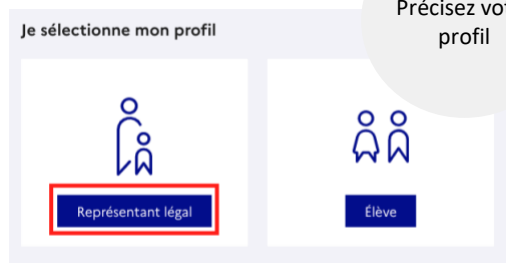 Précisez
profil
Je sélectionne mon profil
Représentant légal
Élève